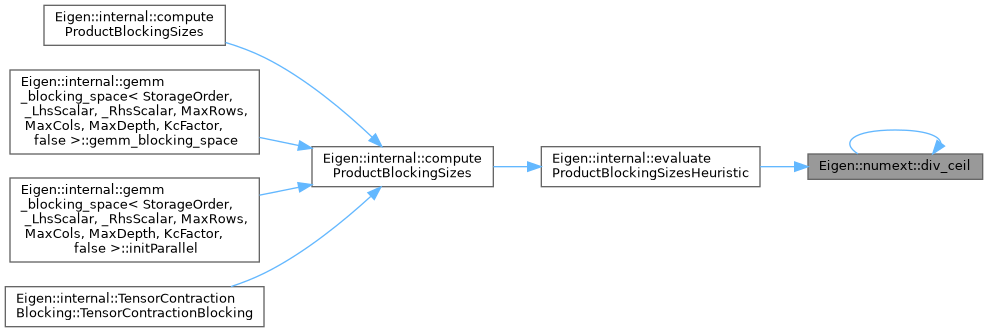 Eigen::internal::compute
ProductBlockingSizes
Eigen::internal::gemm
_blocking_space< StorageOrder,
_LhsScalar, _RhsScalar, MaxRows,
MaxCols, MaxDepth, KcFactor,
false >::gemm_blocking_space
Eigen::internal::compute
ProductBlockingSizes
Eigen::internal::evaluate
ProductBlockingSizesHeuristic
Eigen::numext::div_ceil
Eigen::internal::gemm
_blocking_space< StorageOrder,
_LhsScalar, _RhsScalar, MaxRows,
MaxCols, MaxDepth, KcFactor,
false >::initParallel
Eigen::internal::TensorContraction
Blocking::TensorContractionBlocking